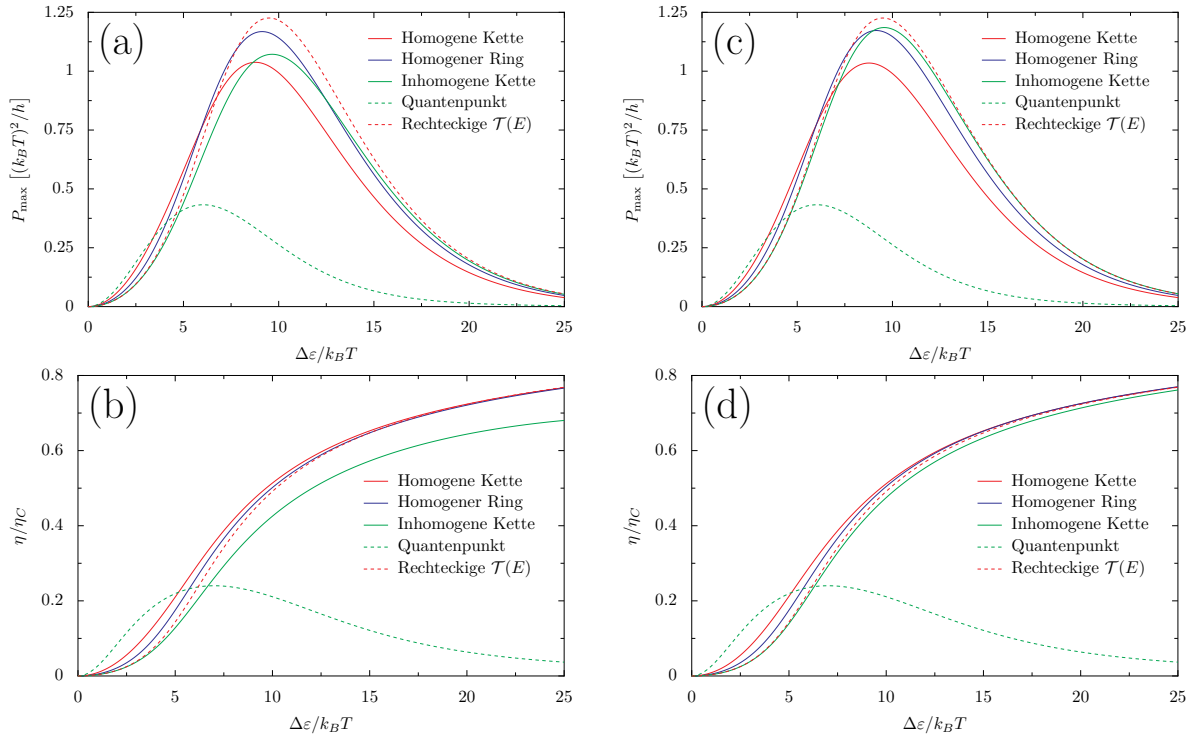 (a)
P_max [(k_BT)²/h]
1.25
1
0.75
0.5
0.25
0
0 5 10 15 20 25
Δε/k_BT
Homogene Kette
Homogener Ring
Inhomogene Kette
Quantenpunkt
Rechteckige 𝒯(E)
(c)
P_max [(k_BT)²/h]
1.25
1
0.75
0.5
0.25
0
0 5 10 15 20 25
Δε/k_BT
Homogene Kette
Homogener Ring
Inhomogene Kette
Quantenpunkt
Rechteckige 𝒯(E)
(b)
η/η_C
0.8
0.6
0.4
0.2
0
0 5 10 15 20 25
Δε/k_BT
Homogene Kette
Homogener Ring
Inhomogene Kette
Quantenpunkt
Rechteckige 𝒯(E)
(d)
η/η_C
0.8
0.6
0.4
0.2
0
0 5 10 15 20 25
Δε/k_BT
Homogene Kette
Homogener Ring
Inhomogene Kette
Quantenpunkt
Rechteckige 𝒯(E)